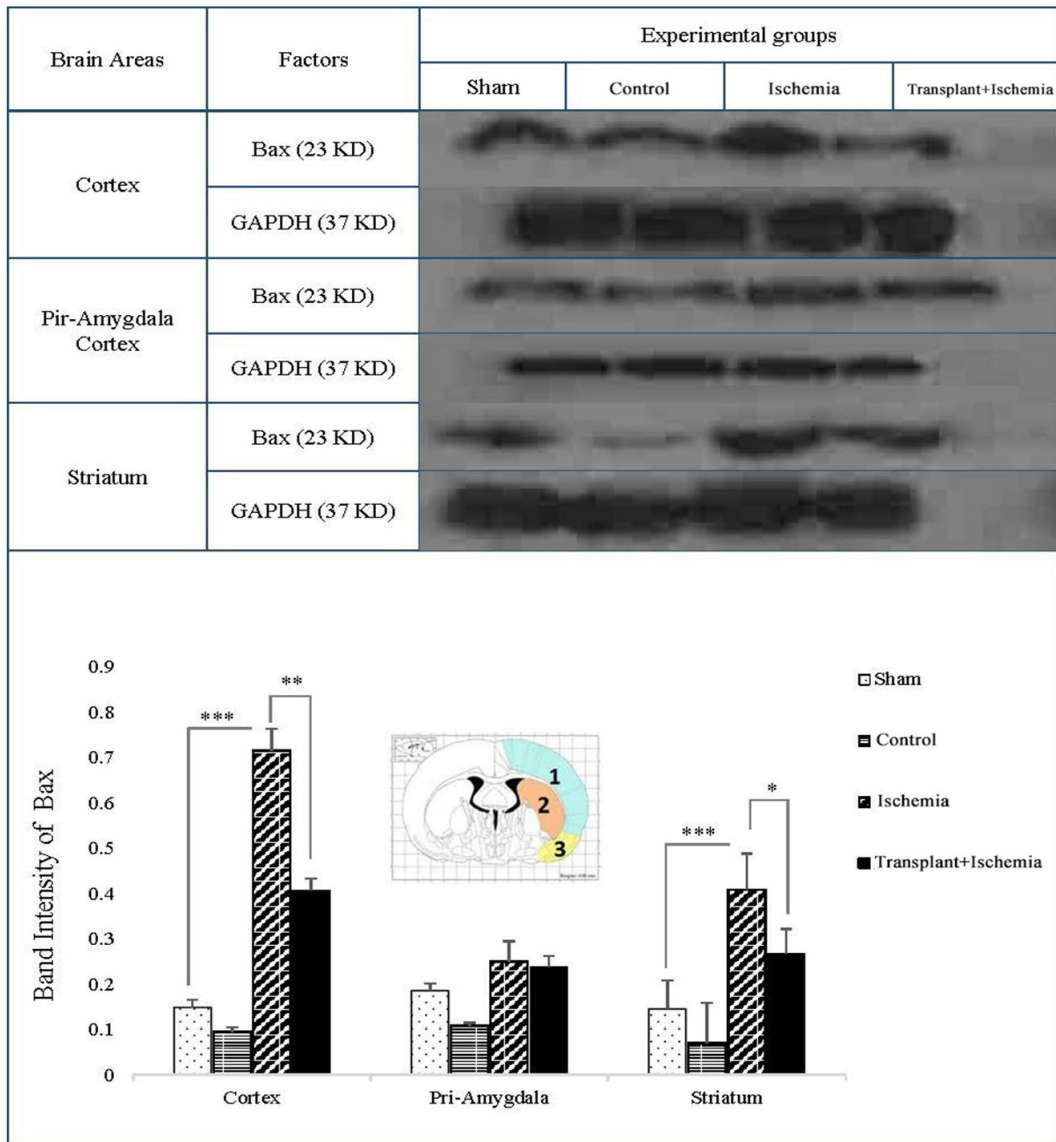 Brain Areas
Factors
Experimental groups
Sham
Control
Ischemia
Transplant+Ischemia
Cortex
Bax (23 KD)
GAPDH (37 KD)
Pir-Amygdala
Cortex
Bax (23 KD)
GAPDH (37 KD)
Striatum
Bax (23 KD)
GAPDH (37 KD)
Band Intensity of Bax
0.9
0.8
0.7
0.6
0.5
0.4
0.3
0.2
0.1
0
***
**
***
*
1
2
3
Cortex
Pri-Amygdala
Striatum
Sham
Control
Ischemia
Transplant+Ischemia